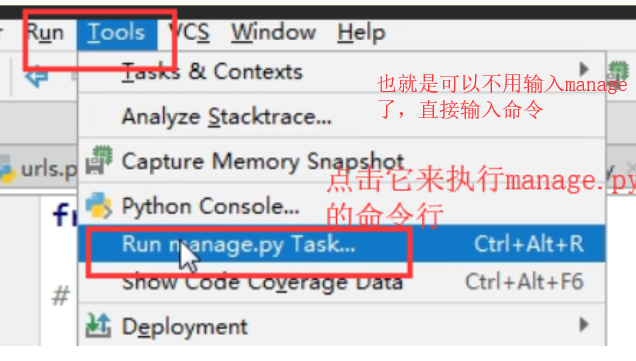 Run Tools VCS Window Help
Tasks & Contexts
也就是可以不用输入manage
了，直接输入命令
Analyze Stacktrace...
Capture Memory Snapshot
urls.p
点击它来执行manage.py
的命令行
Python Console...
Run manage.py Task... Ctrl+Alt+R
# Show Code Coverage Data Ctrl+Alt+F6
Deployment